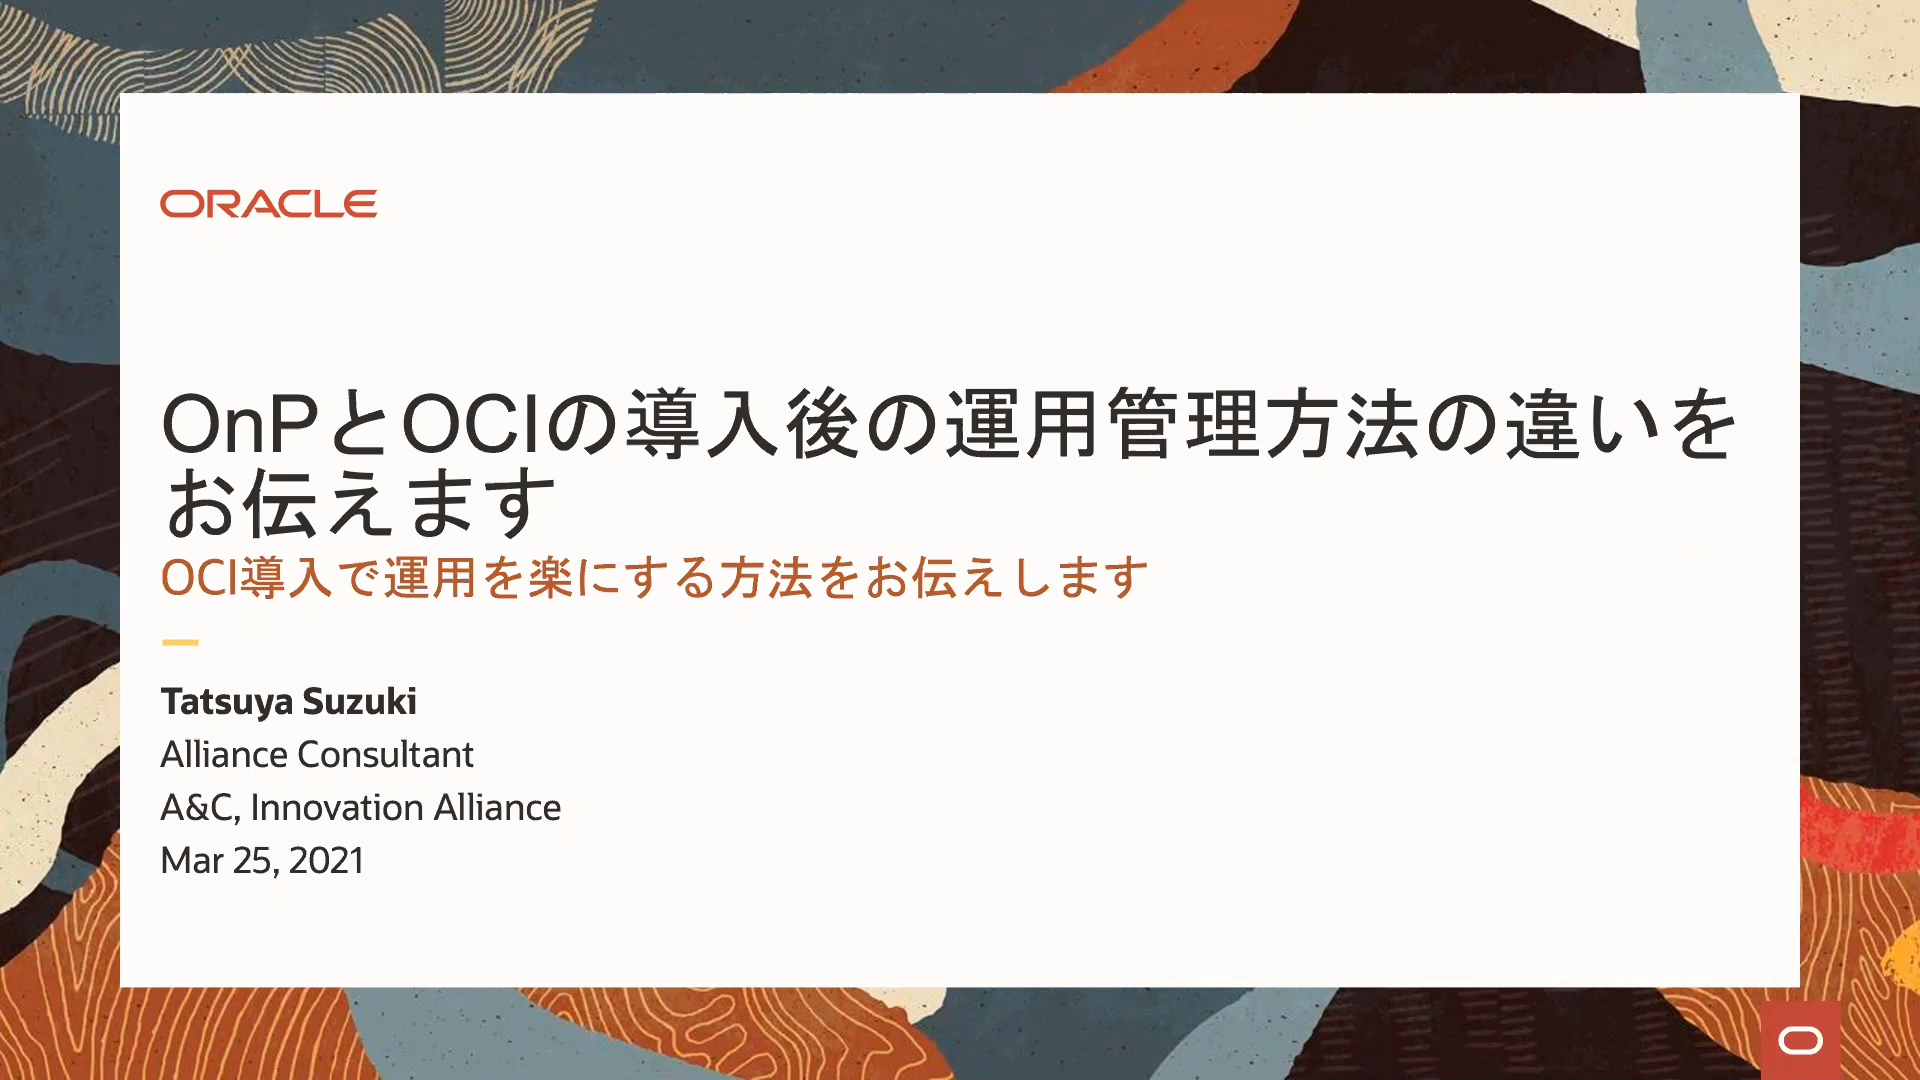 ORACLE
OnPとOCIの導入後の運用管理方法の違いを
お伝えます
OCI導入で運用を楽にする方法をお伝えします
Tatsuya Suzuki
Alliance Consultant
A&C, Innovation Alliance
Mar 25, 2021